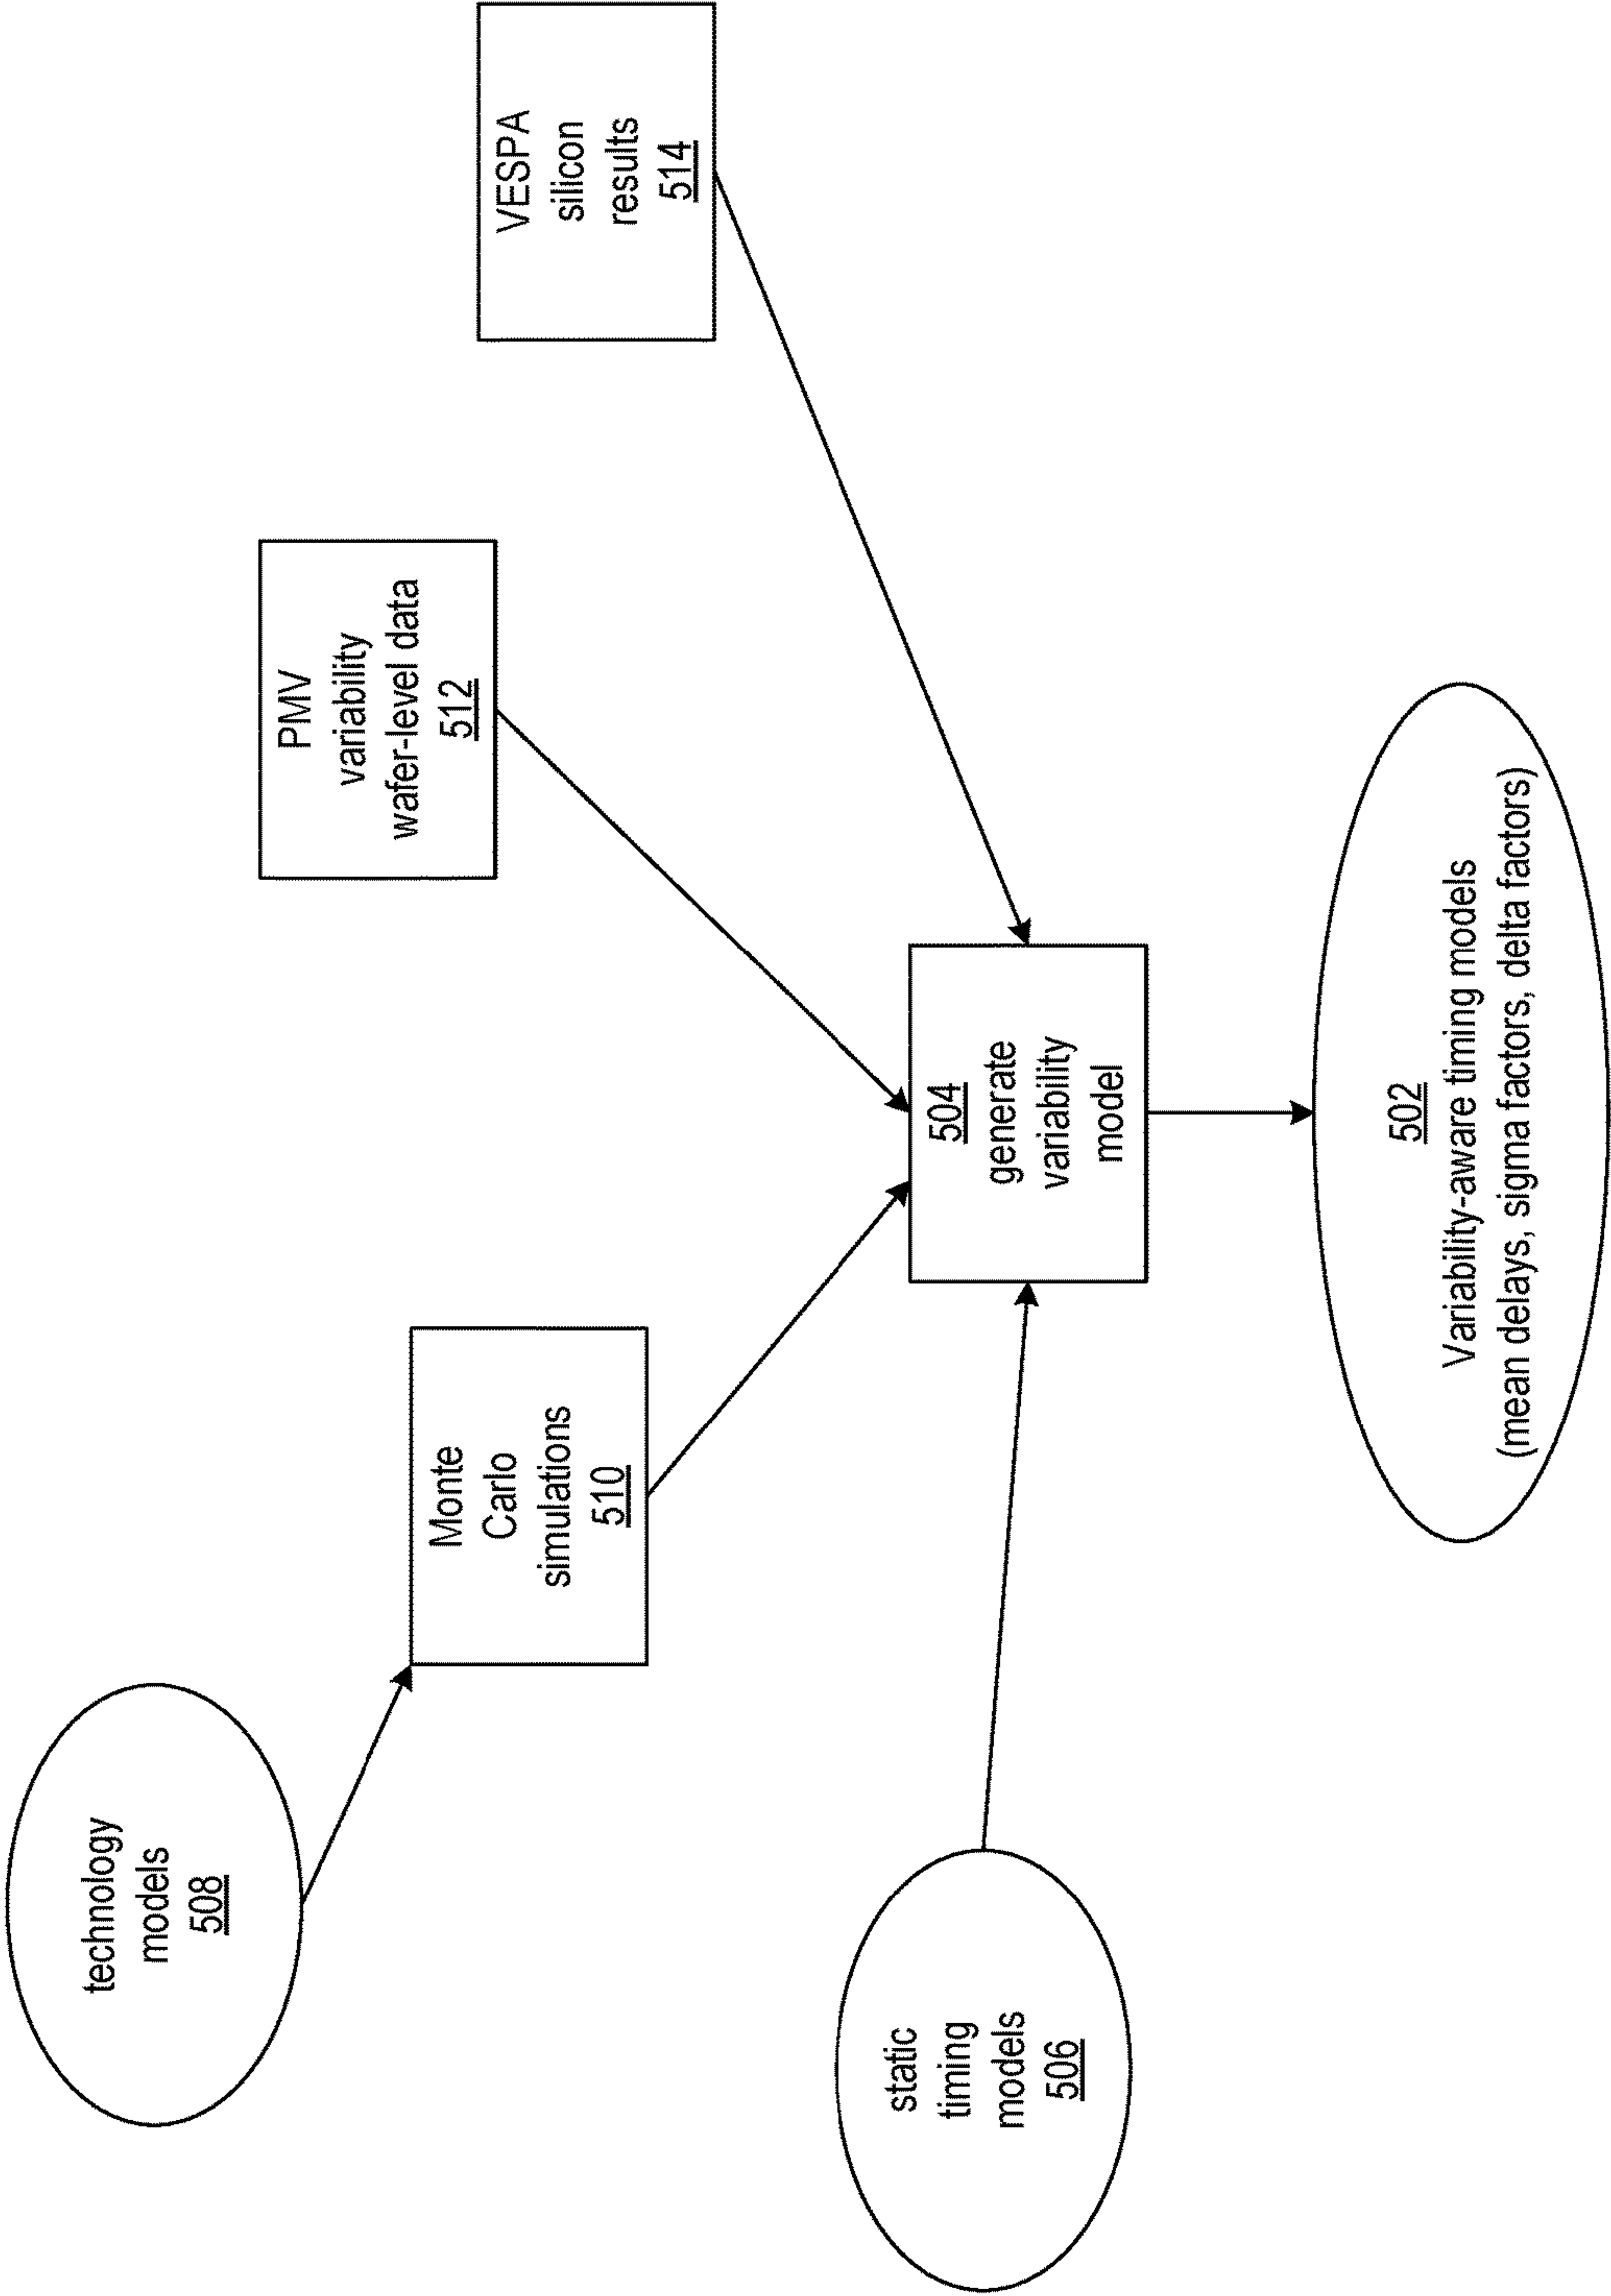 technology
models
508
Monte
Carlo
simulations
510
PMV
variability
wafer-level data
512
VESPA
silicon
results
514
static
timing
models
506
504
generate
variability
model
502
Variability-aware timing models
(mean delays, sigma factors, delta factors)